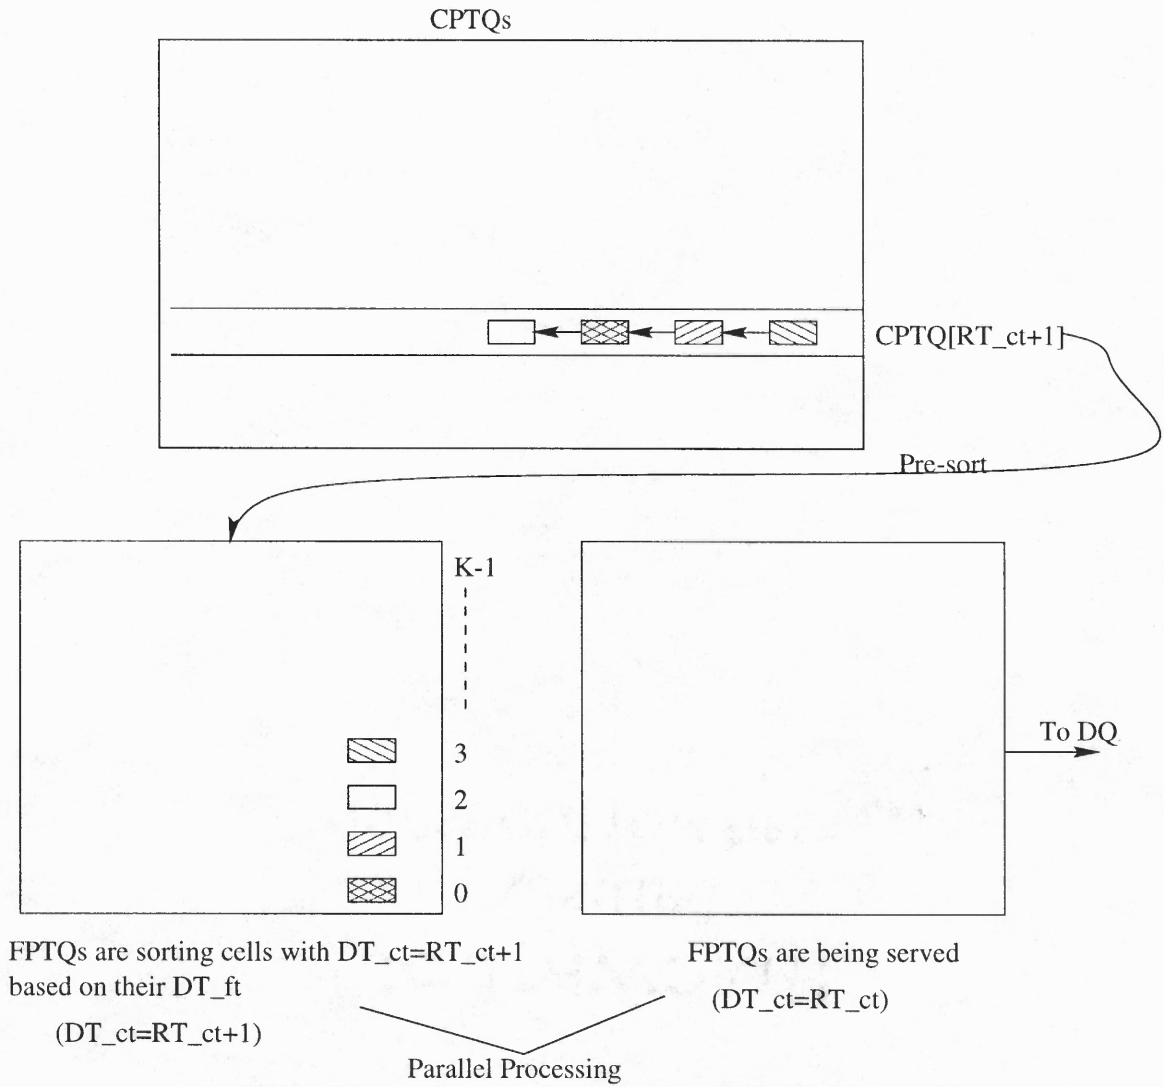 CPTQs
CPTQ[RT_ct+1]
Pre-sort
K-1
3
2
1
0
To DQ
FPTQs are sorting cells with DT_ct=RT_ct+1
based on their DT_ft
(DT_ct=RT_ct+1)
FPTQs are being served
(DT_ct=RT_ct)
Parallel Processing